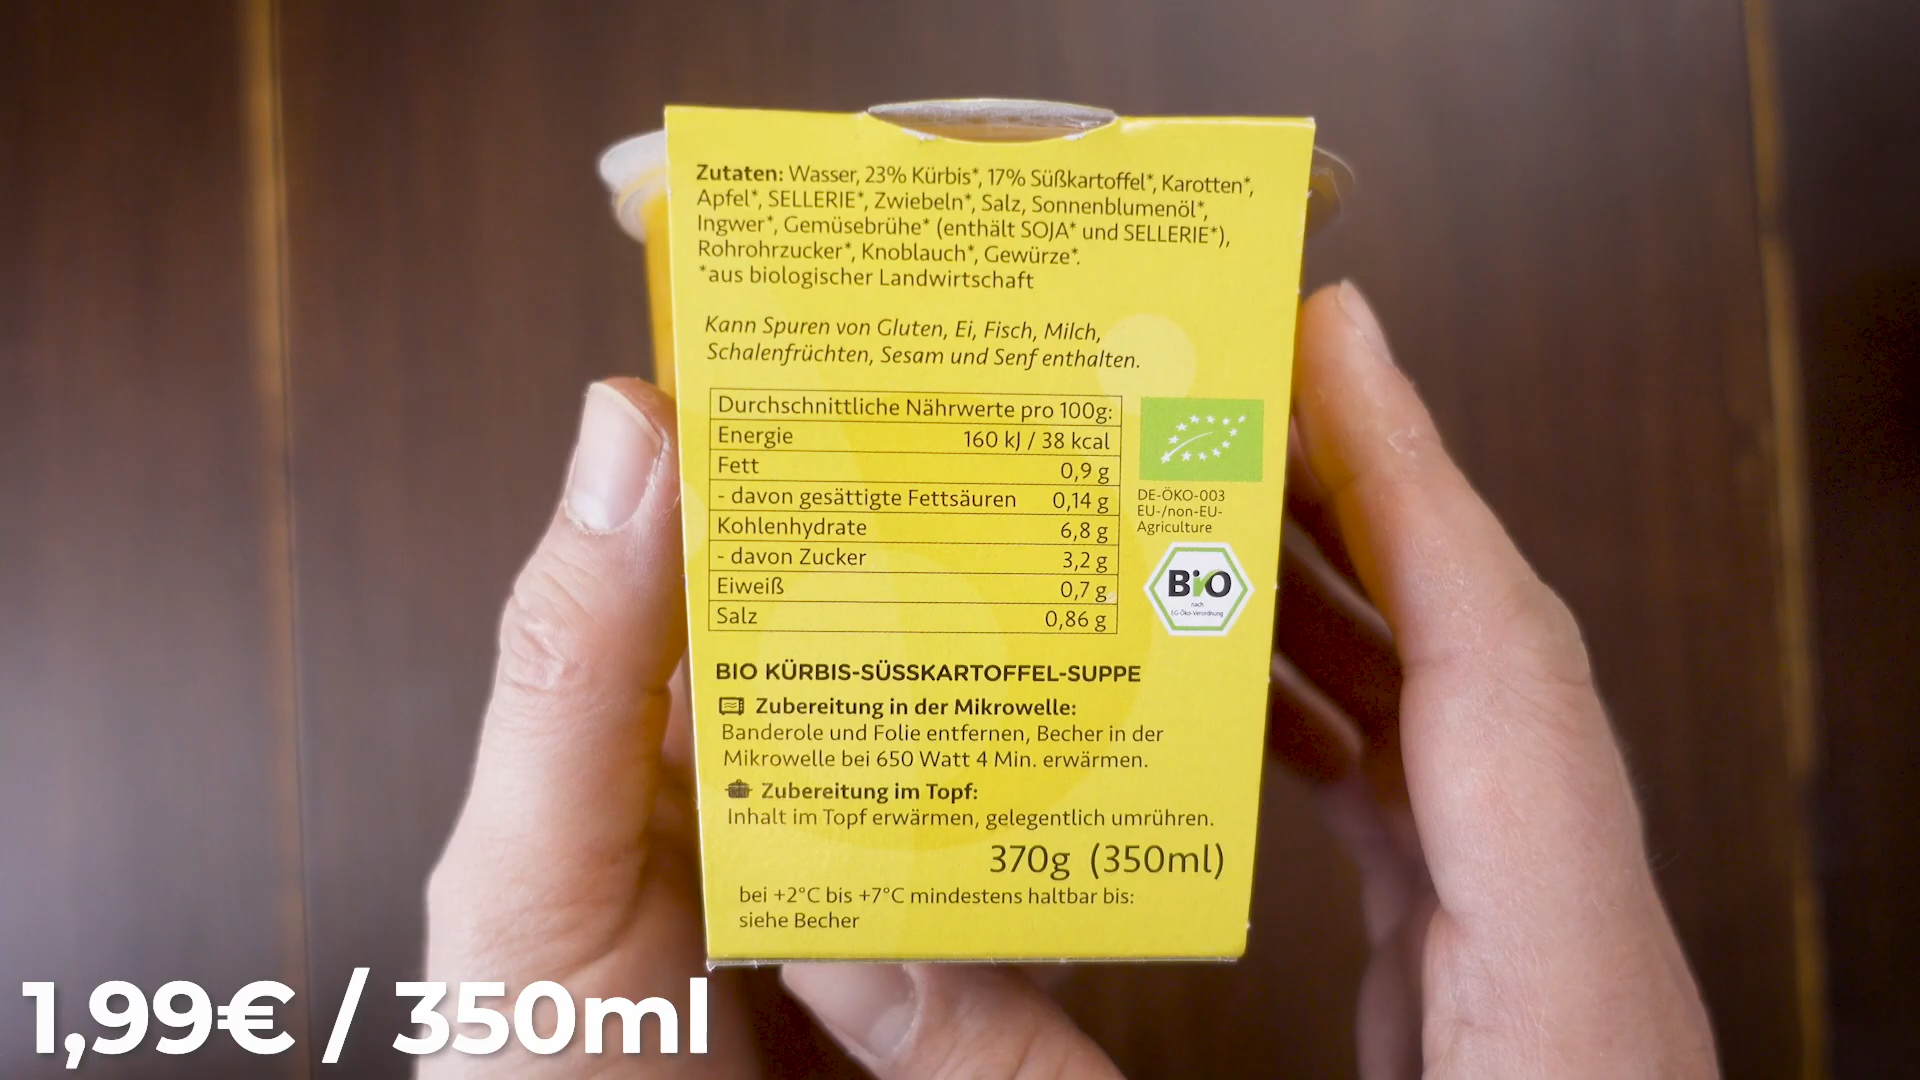 Zutaten: Wasser, 23% Kürbis*, 17% Süßkartoffel*, Karotten*,
Apfel*, SELLERIE*, Zwiebeln*, Salz, Sonnenblumenöl*,
Ingwer*, Gemüsebrühe* (enthält SOJA* und SELLERIE*),
Rohrohrzucker*, Knoblauch*, Gewürze*.
*aus biologischer Landwirtschaft
Kann Spuren von Gluten, Ei, Fisch, Milch,
Schalenfrüchten, Sesam und Senf enthalten.
Durchschnittliche Nährwerte pro 100g:
Energie 160 kJ / 38 kcal
Fett 0,9 g
- davon gesättigte Fettsäuren 0,14 g
Kohlenhydrate 6,8 g
- davon Zucker 3,2 g
Eiweiß 0,7 g
Salz 0,86 g
DE-ÖKO-003
EU-/non-EU-
Agriculture
BiO
nach
EG-Öko-Verordnung
BIO KÜRBIS-SÜSSKARTOFFEL-SUPPE
Zubereitung in der Mikrowelle:
Banderole und Folie entfernen, Becher in der
Mikrowelle bei 650 Watt 4 Min. erwärmen.
Zubereitung im Topf:
Inhalt im Topf erwärmen, gelegentlich umrühren.
370g (350ml)
bei +2°C bis +7°C mindestens haltbar bis:
siehe Becher
1,99€ / 350ml